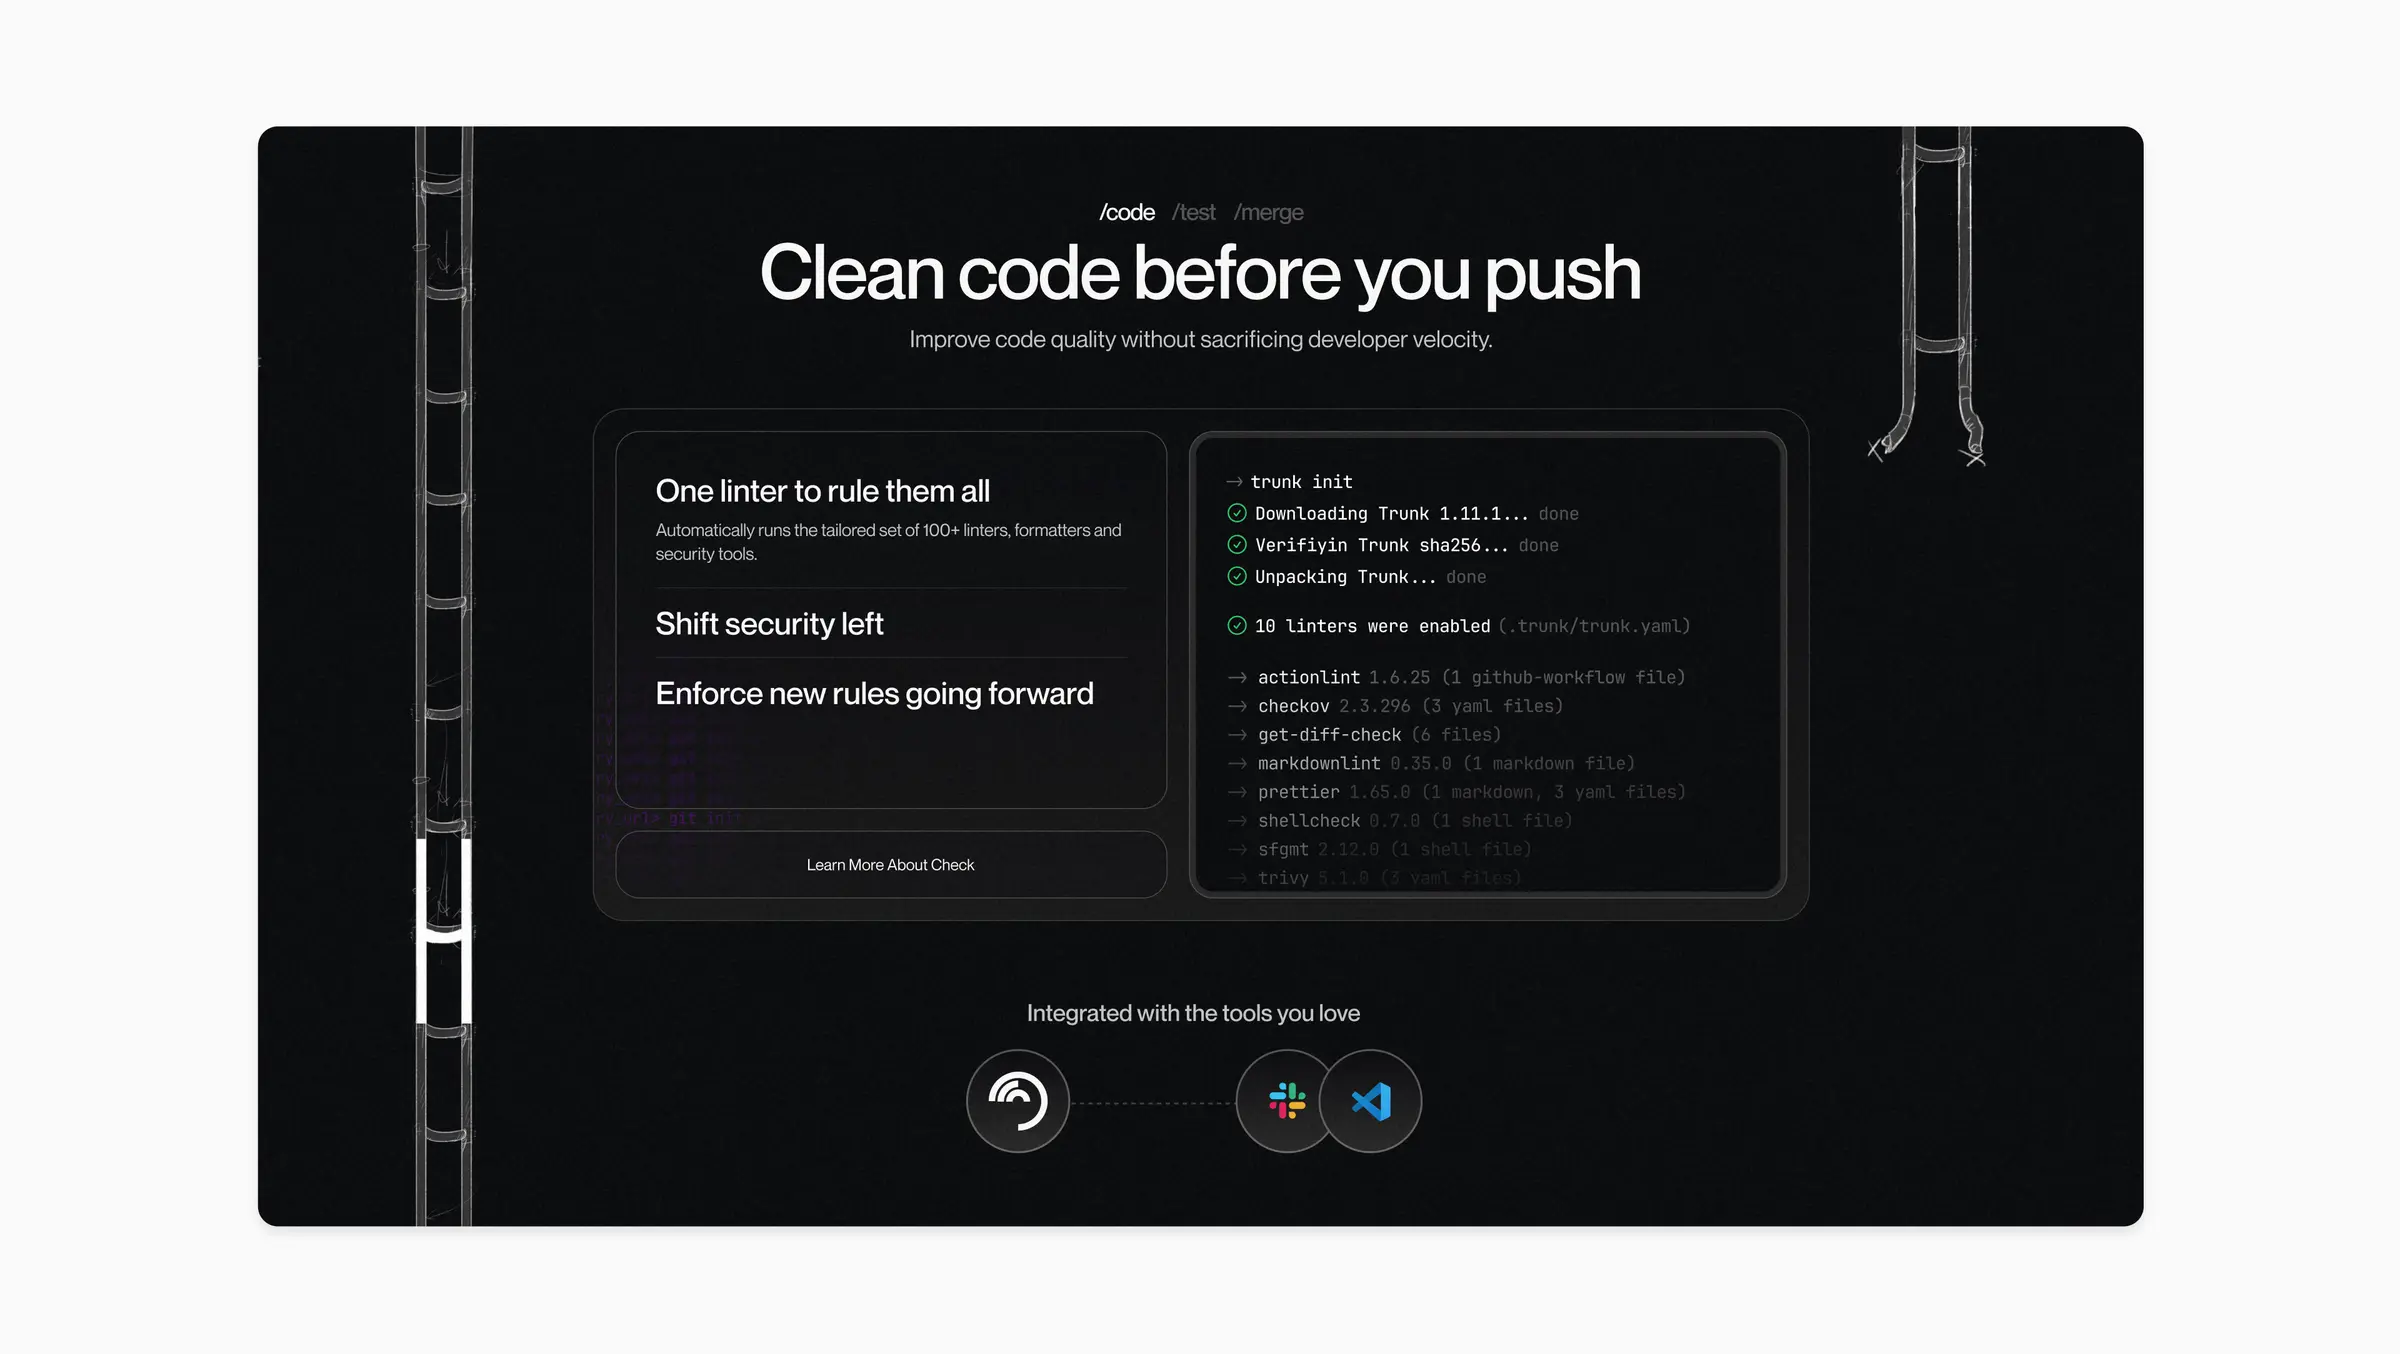 /code /test /merge
Clean code before you push
Improve code quality without sacrificing developer velocity.
One linter to rule them all
Automatically runs the tailored set of 100+ linters, formatters and
security tools.
Shift security left
Enforce new rules going forward
Learn More About Check
→ trunk init
Downloading Trunk 1.11.1... done
Verifiyin Trunk sha256... done
Unpacking Trunk... done
10 linters were enabled (.trunk/trunk.yaml)
→ actionlint 1.6.25 (1 github-workflow file)
→ checkov 2.3.296 (3 yaml files)
→ get-diff-check (6 files)
→ markdownlint 0.35.0 (1 markdown file)
→ prettier 1.65.0 (1 markdown, 3 yaml files)
→ shellcheck 0.7.0 (1 shell file)
→ sfgmt 2.12.0 (1 shell file)
→ trivy 5.1.0 (3 yaml files)
Integrated with the tools you love